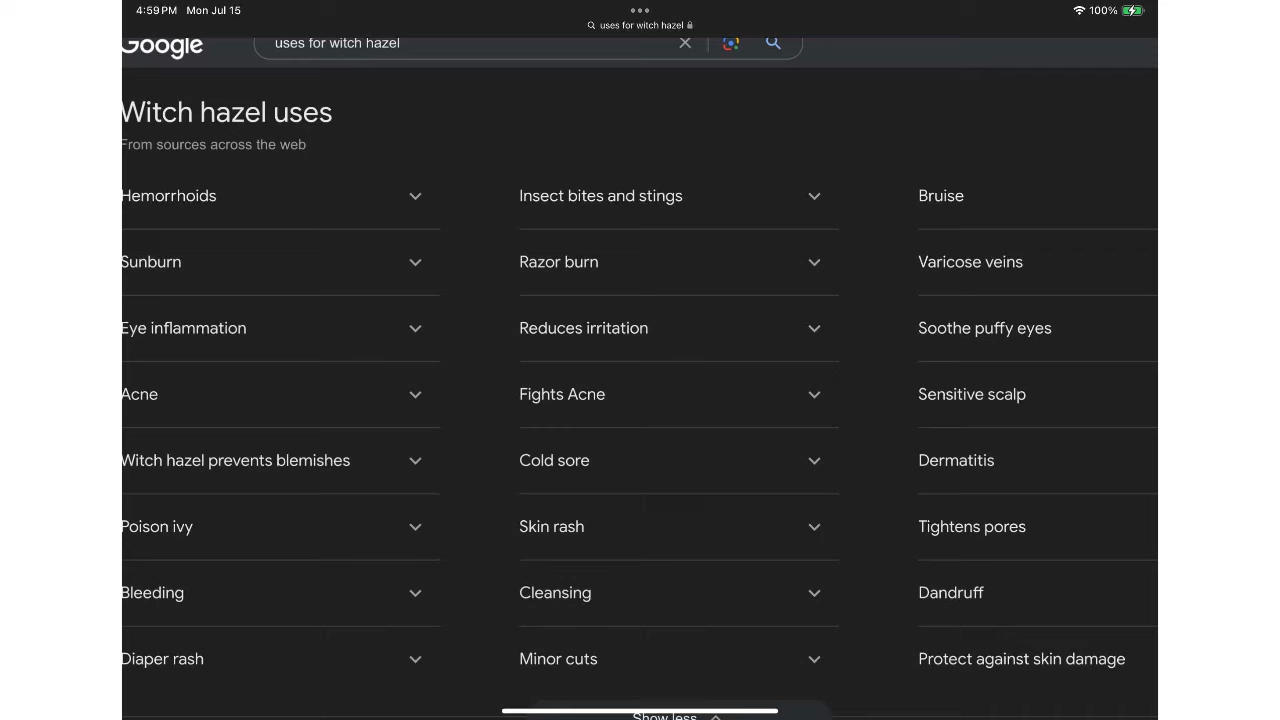 4:59 PM Mon Jul 15
100%
uses for witch hazel
Google
uses for witch hazel
Witch hazel uses
From sources across the web
Hemorrhoids
Insect bites and stings
Bruise
Sunburn
Razor burn
Varicose veins
Eye inflammation
Reduces irritation
Soothe puffy eyes
Acne
Fights Acne
Sensitive scalp
Witch hazel prevents blemishes
Cold sore
Dermatitis
Poison ivy
Skin rash
Tightens pores
Bleeding
Cleansing
Dandruff
Diaper rash
Minor cuts
Protect against skin damage
Show less